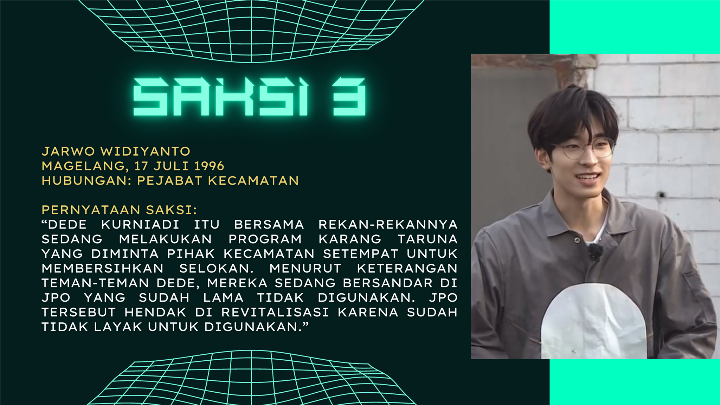 SAKSI 3
JARWO WIDIYANTO
MAGELANG, 17 JULI 1996
HUBUNGAN: PEJABAT KECAMATAN
PERNYATAAN SAKSI:
“DEDE KURNIADI ITU BERSAMA REKAN-REKANNYA
SEDANG MELAKUKAN PROGRAM KARANG TARUNA
YANG DIMINTA PIHAK KECAMATAN SETEMPAT UNTUK
MEMBERSIHKAN SELOKAN. MENURUT KETERANGAN
TEMAN-TEMAN DEDE, MEREKA SEDANG BERSANDAR DI
JPO YANG SUDAH LAMA TIDAK DIGUNAKAN. JPO
TERSEBUT HENDAK DI REVITALISASI KARENA SUDAH
TIDAK LAYAK UNTUK DIGUNAKAN.”